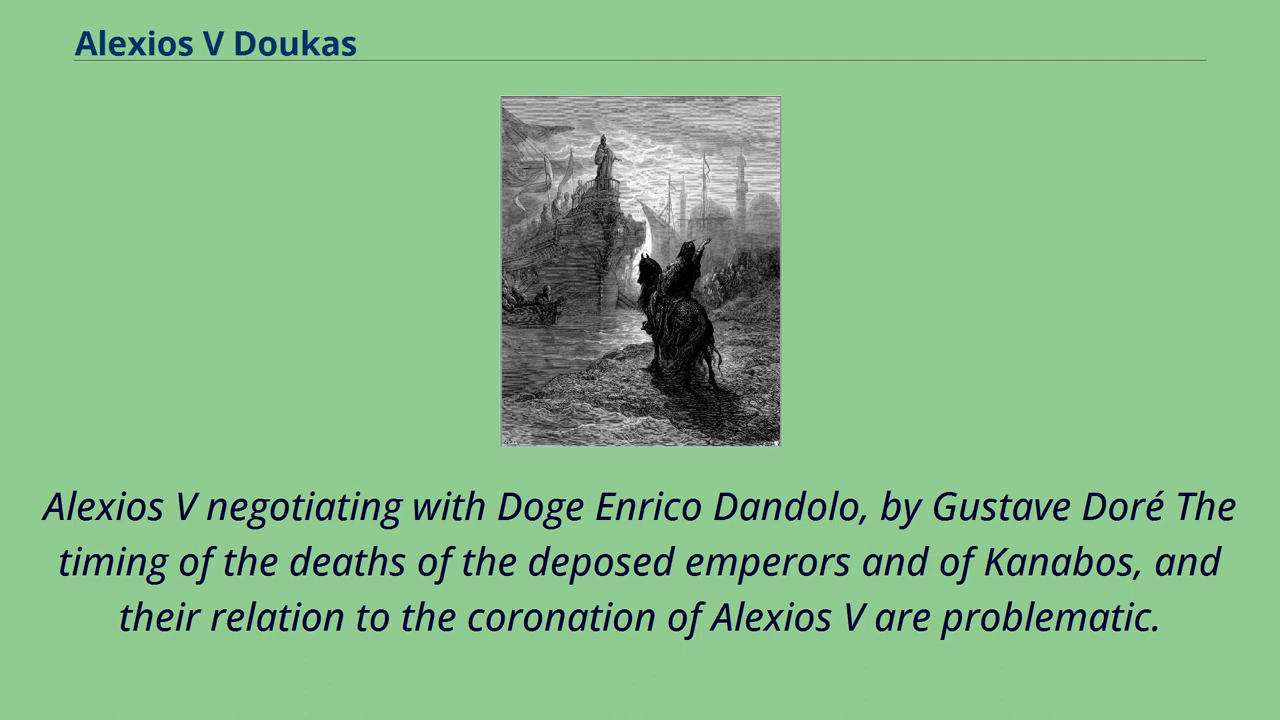 Alexios V Doukas
Alexios V negotiating with Doge Enrico Dandolo, by Gustave Doré The
timing of the deaths of the deposed emperors and of Kanabos, and
their relation to the coronation of Alexios V are problematic.